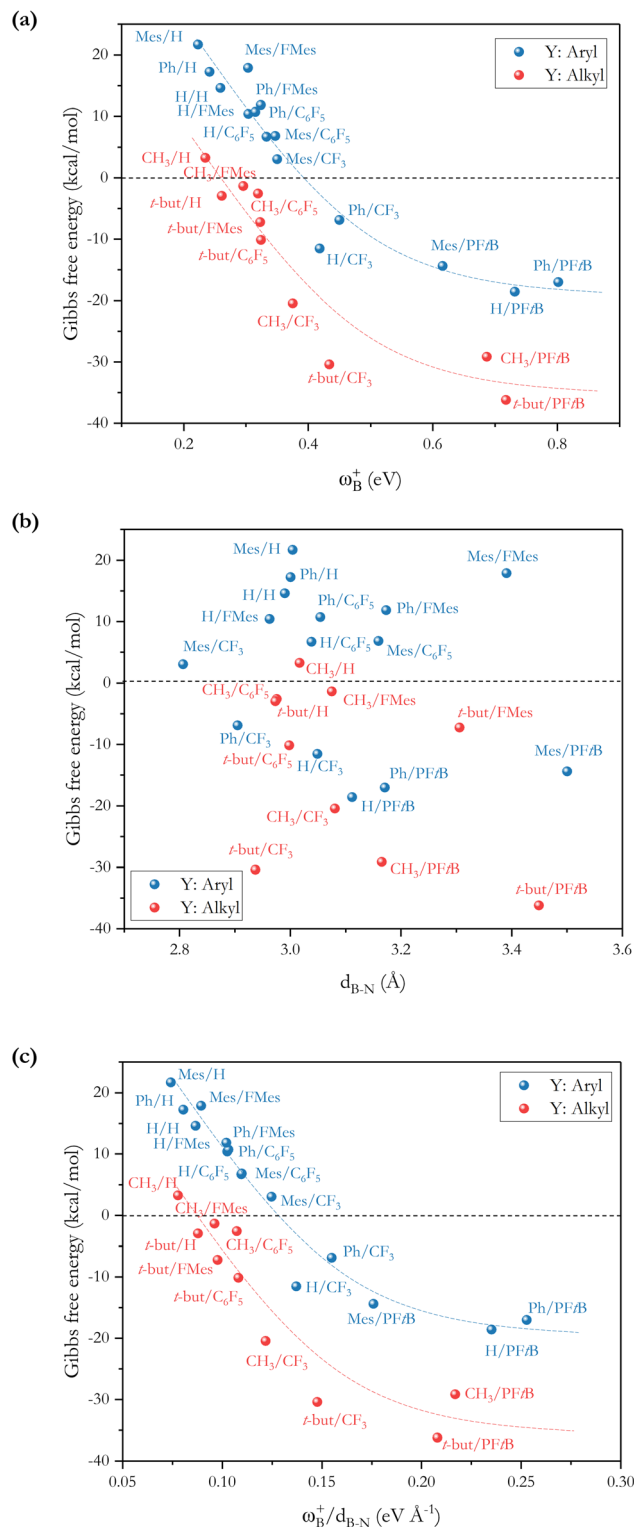 (a)
Mes/H
Mes/FMes
Y: Aryl
Y: Alkyl
Ph/H
Ph/FMes
H/H
H/FMes
Ph/C₆F₅
H/C₆F₅
Mes/C₆F₅
Mes/CF₃
CH₃/H
CH₃/FMes
t-but/H
CH₃/C₆F₅
Ph/CF₃
t-but/FMes
t-but/C₆F₅
H/CF₃
Mes/PFtB
Ph/PFtB
H/PFtB
CH₃/CF₃
t-but/CF₃
CH₃/PFtB
t-but/PFtB
20
10
0
-10
-20
-30
-40
Gibbs free energy (kcal/mol)
0.2 0.4 0.6 0.8
ω⁺B (eV)
(b)
Mes/H
Mes/FMes
Ph/H
H/H
Ph/C₆F₅
Ph/FMes
H/FMes
H/C₆F₅
Mes/C₆F₅
Mes/CF₃
CH₃/H
CH₃/C₆F₅
t-but/H
CH₃/FMes
t-but/FMes
Ph/CF₃
t-but/C₆F₅
H/CF₃
Ph/PFtB
Mes/PFtB
H/PFtB
CH₃/CF₃
t-but/CF₃
CH₃/PFtB
t-but/PFtB
Y: Aryl
Y: Alkyl
20
10
0
-10
-20
-30
-40
Gibbs free energy (kcal/mol)
2.8 3.0 3.2 3.4 3.6
dB-N (Å)
(c)
Mes/H
Y: Aryl
Y: Alkyl
Ph/H
Mes/FMes
H/H
Ph/FMes
H/FMes
Ph/C₆F₅
H/C₆F₅
Mes/C₆F₅
CH₃/H
Mes/CF₃
CH₃/FMes
t-but/H
CH₃/C₆F₅
Ph/CF₃
t-but/FMes
t-but/C₆F₅
H/CF₃
Mes/PFtB
Ph/PFtB
H/PFtB
CH₃/CF₃
t-but/CF₃
CH₃/PFtB
t-but/PFtB
20
10
0
-10
-20
-30
-40
Gibbs free energy (kcal/mol)
0.05 0.10 0.15 0.20 0.25 0.30
ω⁺B/dB-N (eV Å⁻¹)